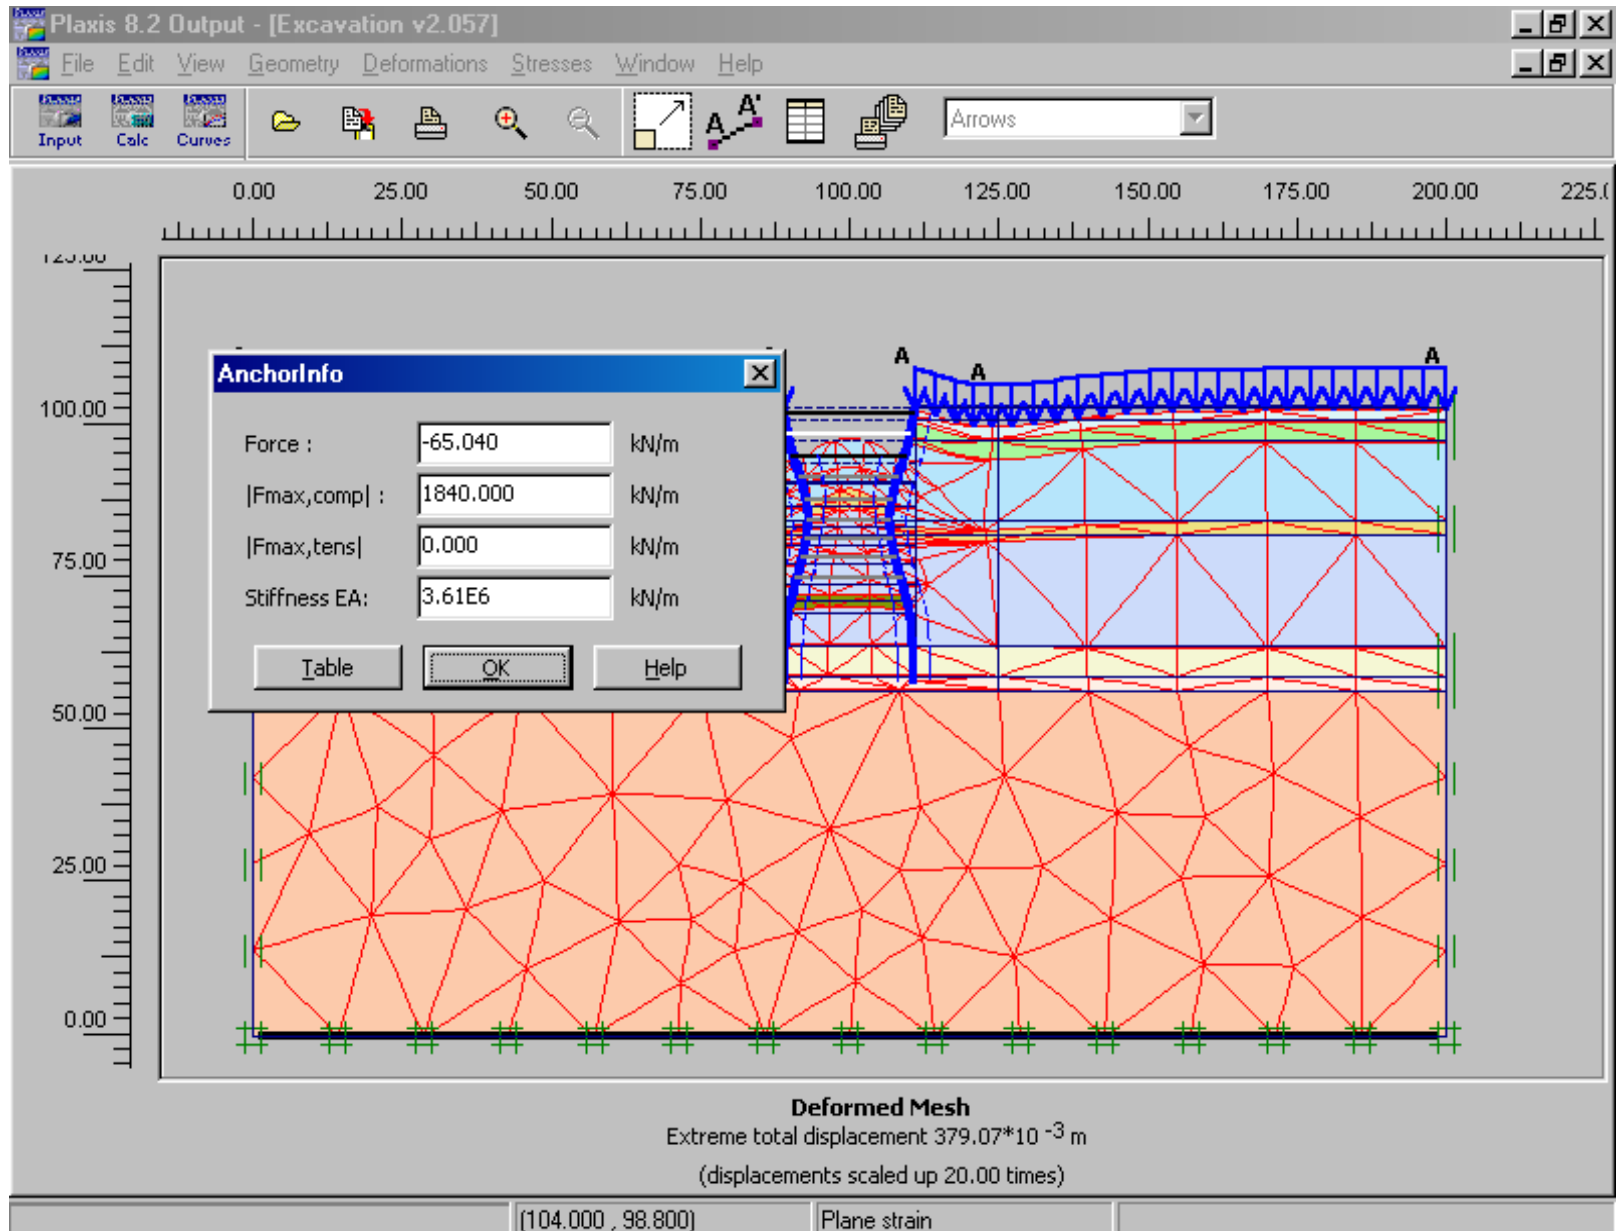 Plaxis 8.2 Output - [Excavation v2.057]
File Edit View Geometry Deformations Stresses Window Help
Input Calc Curves A A' Arrows
0.00 25.00 50.00 75.00 100.00 125.00 150.00 175.00 200.00
A A A
AnchorInfo
100.00
Force : -65.040 kN/m
|Fmax,comp| : 1840.000 kN/m
|Fmax,tens| 0.000 kN/m
75.00
Stiffness EA: 3.61E6 kN/m
Table OK Help
50.00
25.00
0.00
Deformed Mesh
Extreme total displacement 379.07*10 -3 m
(displacements scaled up 20.00 times)
(104.000 , 98.800) Plane strain